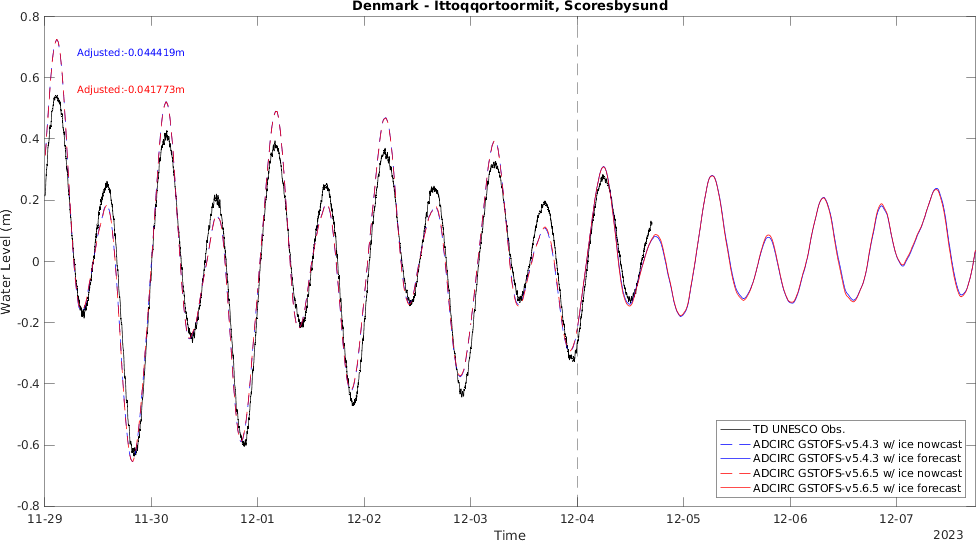 Denmark - Ittoqqortoormiit, Scoresbysund
0.8
Adjusted:-0.044419m
0.6
Adjusted:-0.041773m
0.4
0.2
0
-0.2
-0.4
-0.6
-0.8
Water Level (m)
TD UNESCO Obs.
ADCIRC GSTOFS-v5.4.3 w/ ice nowcast
ADCIRC GSTOFS-v5.4.3 w/ ice forecast
ADCIRC GSTOFS-v5.6.5 w/ ice nowcast
ADCIRC GSTOFS-v5.6.5 w/ ice forecast
11-29 11-30 12-01 12-02 12-03 12-04 12-05 12-06 12-07
Time
2023